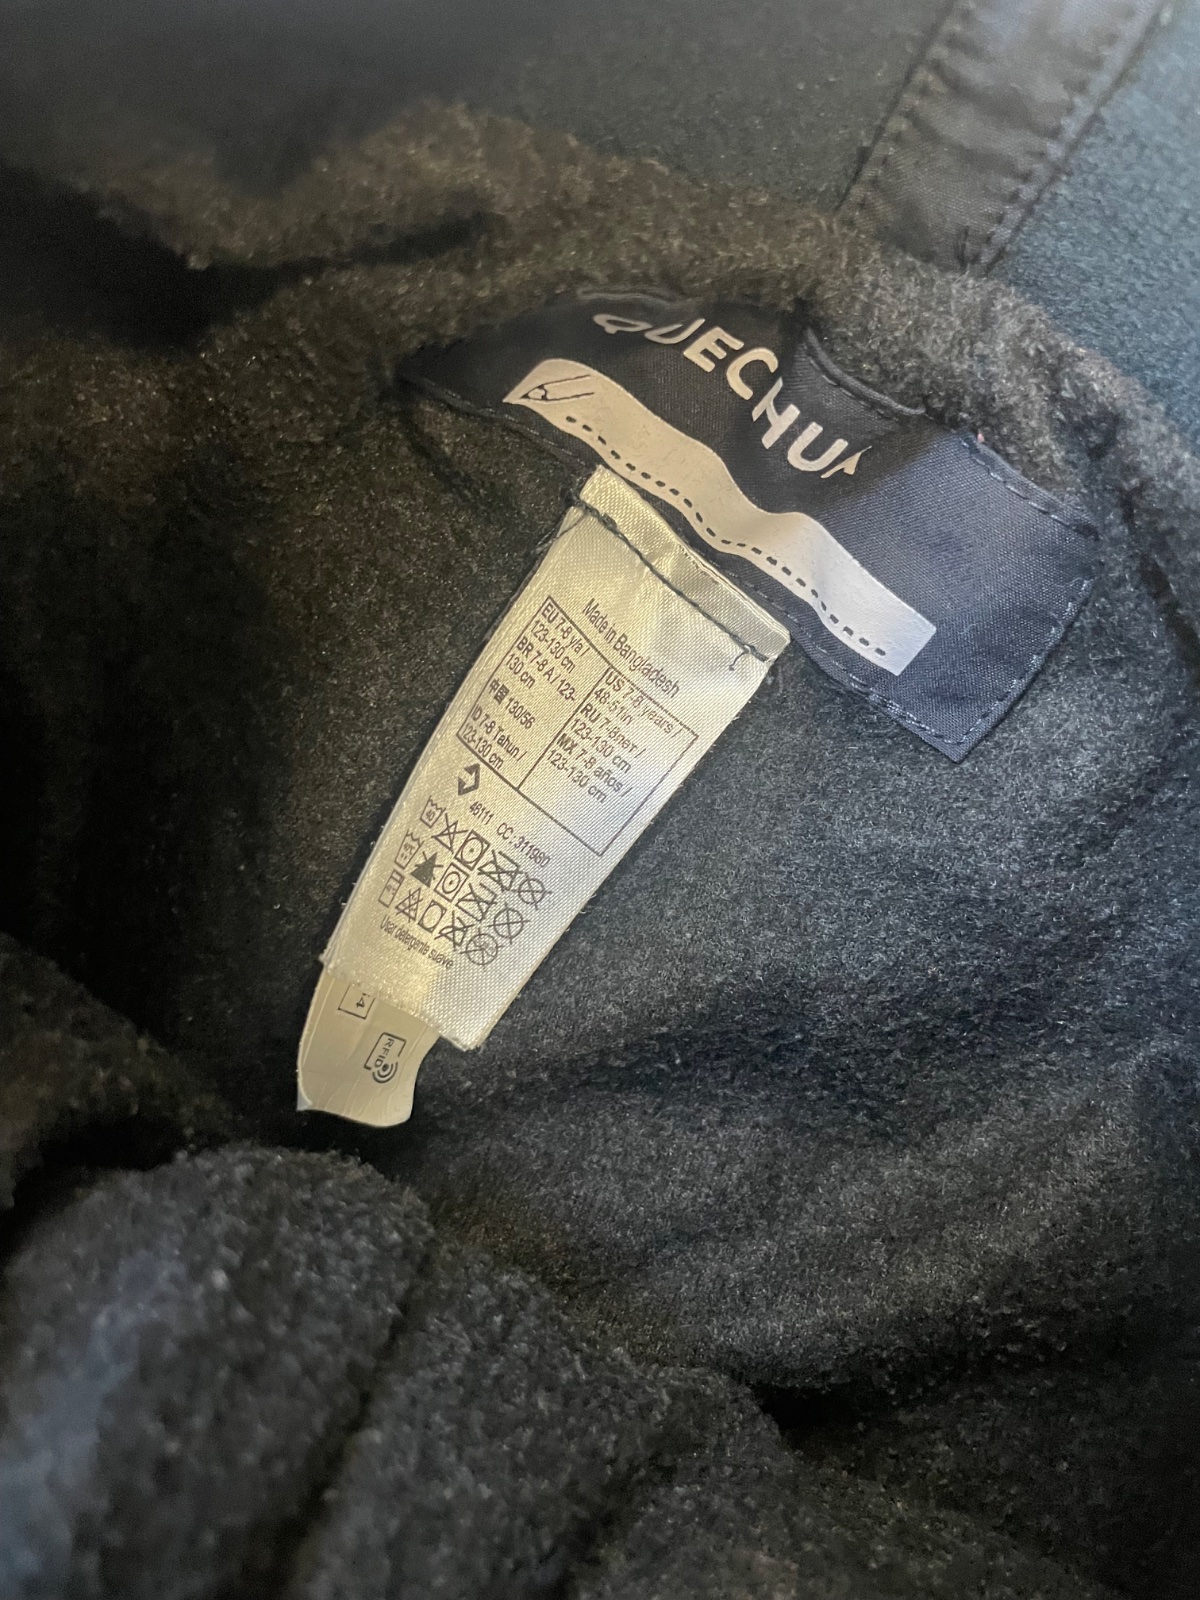 QUECHUA
Made in Bangladesh
EU 7-8 y/a /
123-130 cm
BR 7-8 A / 123-
130 cm
中国 130/56
ID 7-8 Tahun /
123-130 cm
US 7-8 years /
48-51in
RU 7-8лет /
123-130 cm
MX 7-8 años /
123-130 cm
46111 CC : 311980
Usar detergente suave
RFID